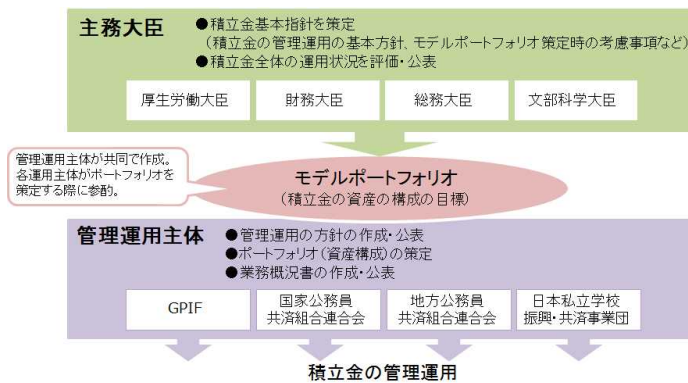 主務大臣
●積立金基本指針を策定
(積立金の管理運用の基本方針、モデルポートフォリオ策定時の考慮事項など)
●積立金全体の運用状況を評価・公表
厚生労働大臣
財務大臣
総務大臣
文部科学大臣
管理運用主体が共同で作成。
各運用主体がポートフォリオを
策定する際に参酌。
モデルポートフォリオ
(積立金の資産の構成の目標)
管理運用主体
●管理運用の方針の作成・公表
●ポートフォリオ(資産構成)の策定
●業務概況書の作成・公表
GPIF
国家公務員
共済組合連合会
地方公務員
共済組合連合会
日本私立学校
振興・共済事業団
積立金の管理運用